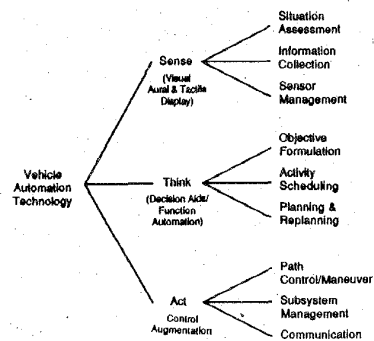 Situation
Assessment
Sense
Information
Collection
(Visual
Aural & Tactile
Display)
Sensor
Management
Objective
Formulation
Vehicle
Automation
Technology
Think
Activity
Scheduling
(Decision Aids/
Function
Automation)
Planning &
Replanning
Path
Control/Maneuver
Act
Subsystem
Management
Control
Augmentation
Communication